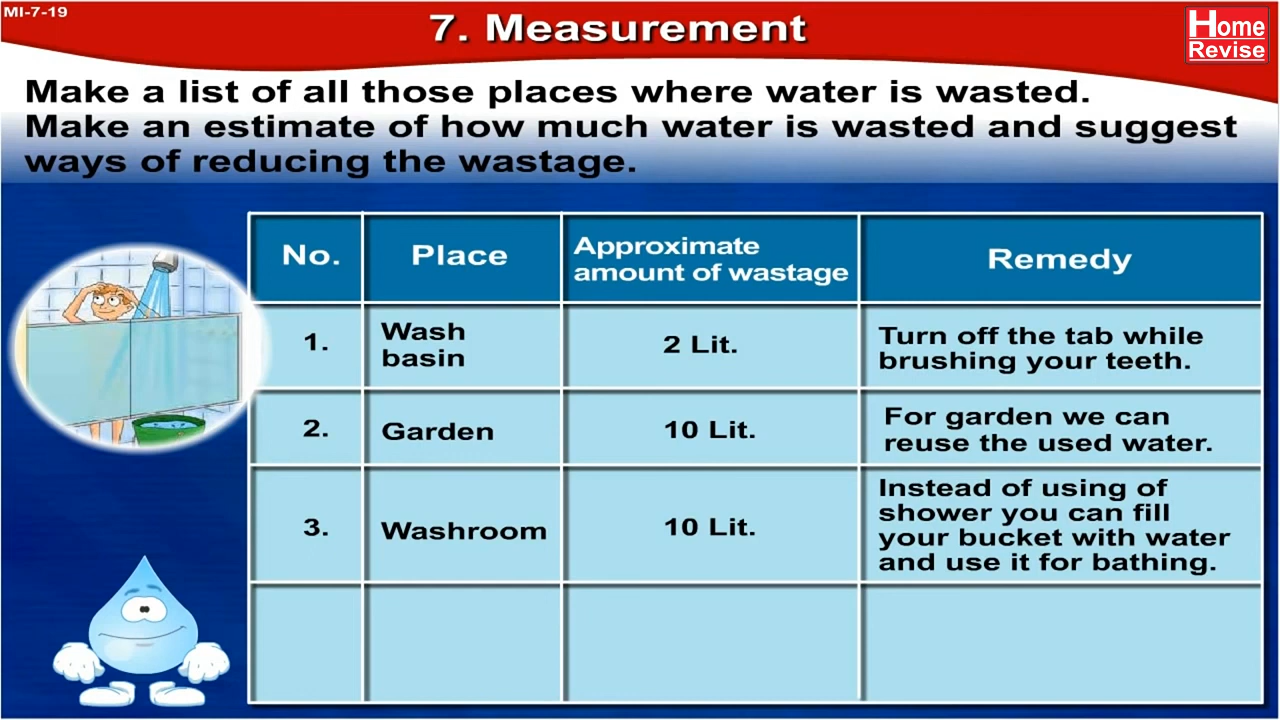 MI-7-19
7. Measurement
Home
Revise
Make a list of all those places where water is wasted.
Make an estimate of how much water is wasted and suggest
ways of reducing the wastage.
No.
Place
Approximate
amount of wastage
Remedy
1.
Wash
basin
2 Lit.
Turn off the tab while
brushing your teeth.
2.
Garden
10 Lit.
For garden we can
reuse the used water.
3.
Washroom
10 Lit.
Instead of using of
shower you can fill
your bucket with water
and use it for bathing.